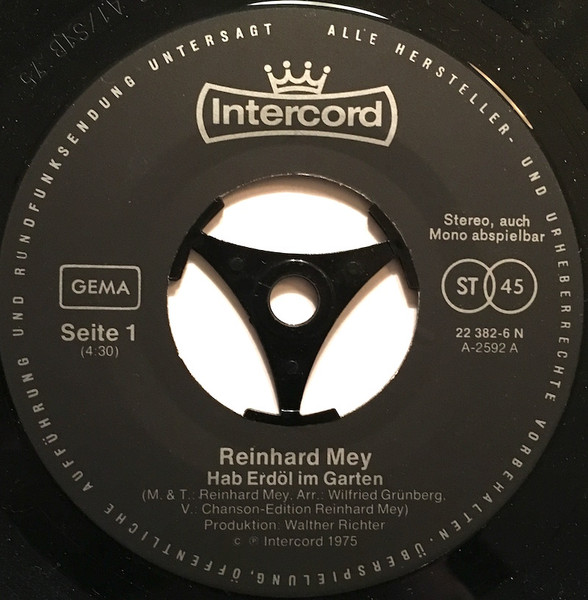 ALLE HERSTELLER- UND URHEBERRECHTE VORBEHALTEN. ÜBERSPIELUNG, ÖFFENTLICHE AUFFÜHRUNG UND RUNDFUNKSENDUNG UNTERSAGT
Intercord
Stereo, auch
Mono abspielbar
GEMA
ST 45
Seite 1
(4:30)
22 382-6 N
A-2592 A
Reinhard Mey
Hab Erdöl im Garten
(M. & T.: Reinhard Mey, Arr.: Wilfried Grünberg,
V.: Chanson-Edition Reinhard Mey)
Produktion: Walther Richter
© ℗ Intercord 1975